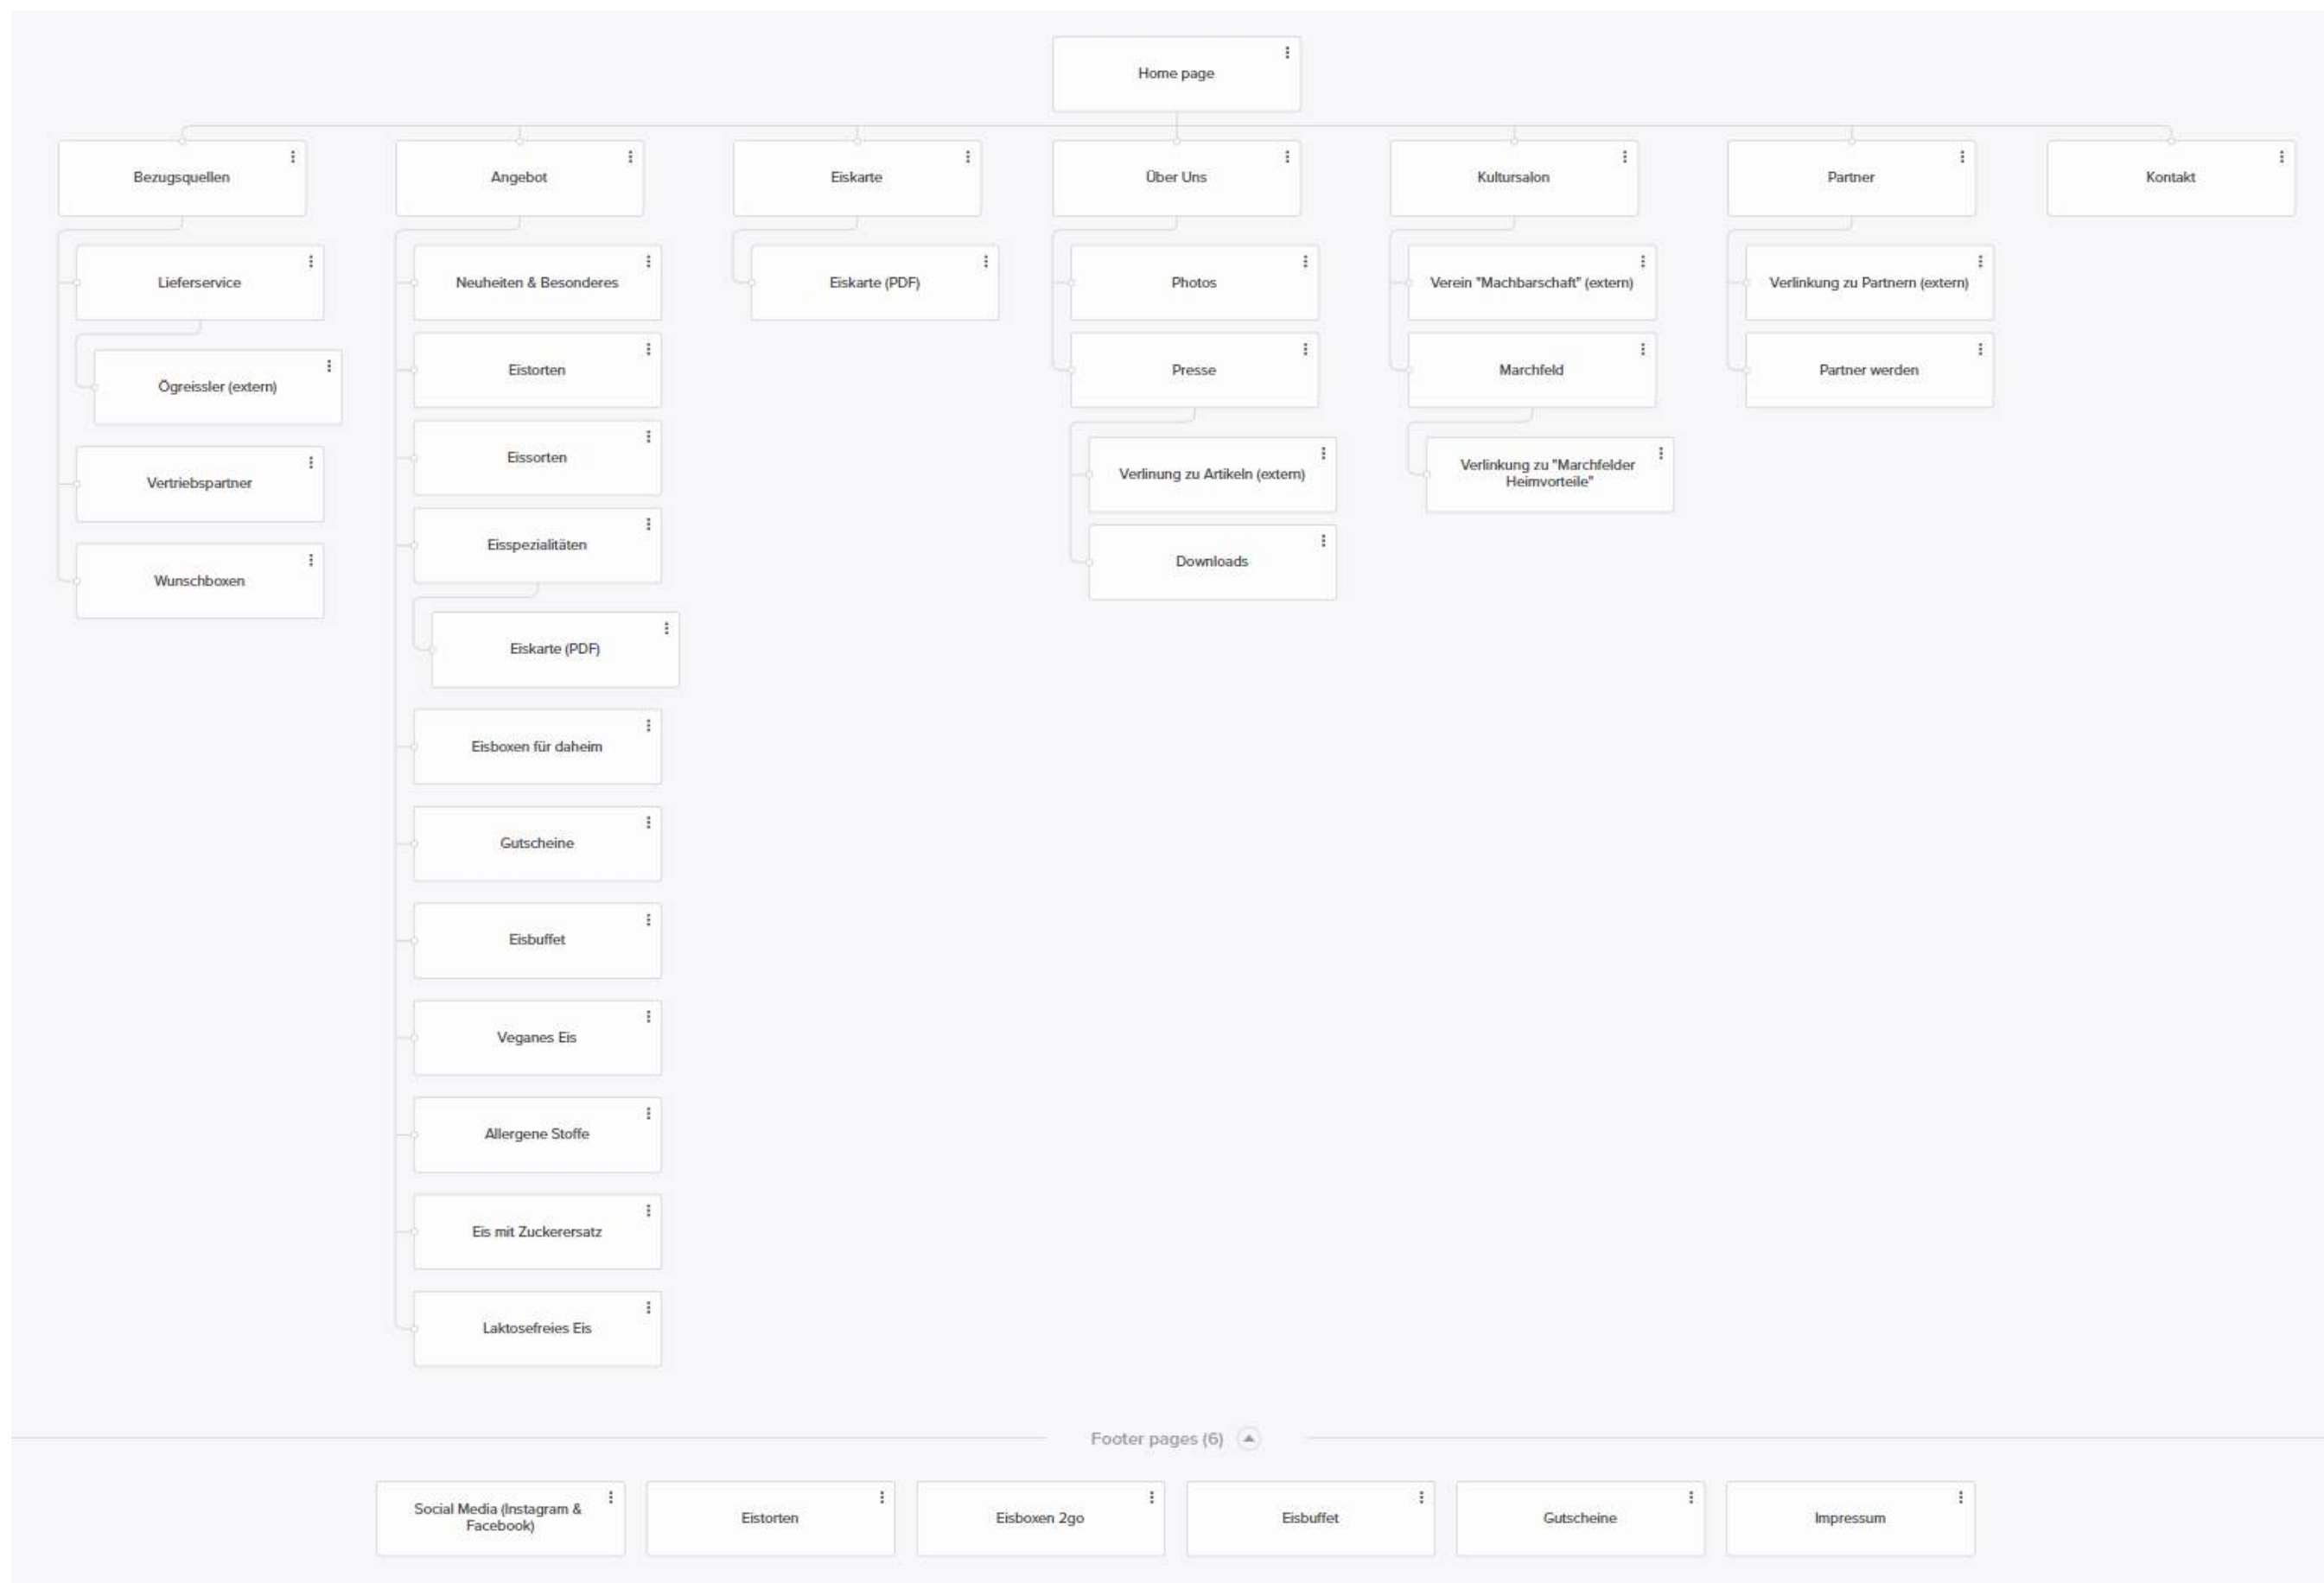 Home page
Bezugsquellen
Angebot
Eiskarte
Über Uns
Kultursalon
Partner
Kontakt
Lieferservice
Ögreissler (extern)
Vertriebspartner
Wunschboxen
Neuheiten & Besonderes
Eistorten
Eissorten
Eisspezialitäten
Eiskarte (PDF)
Eisboxen für daheim
Gutscheine
Eisbuffet
Veganes Eis
Allergene Stoffe
Eis mit Zuckerersatz
Laktosefreies Eis
Eiskarte (PDF)
Photos
Presse
Verlinung zu Artikeln (extern)
Downloads
Verein "Machbarschaft" (extern)
Marchfeld
Verlinkung zu "Marchfelder
Heimvorteile"
Verlinkung zu Partnern (extern)
Partner werden
Footer pages (6)
Social Media (Instagram &
Facebook)
Eistorten
Eisboxen 2go
Eisbuffet
Gutscheine
Impressum